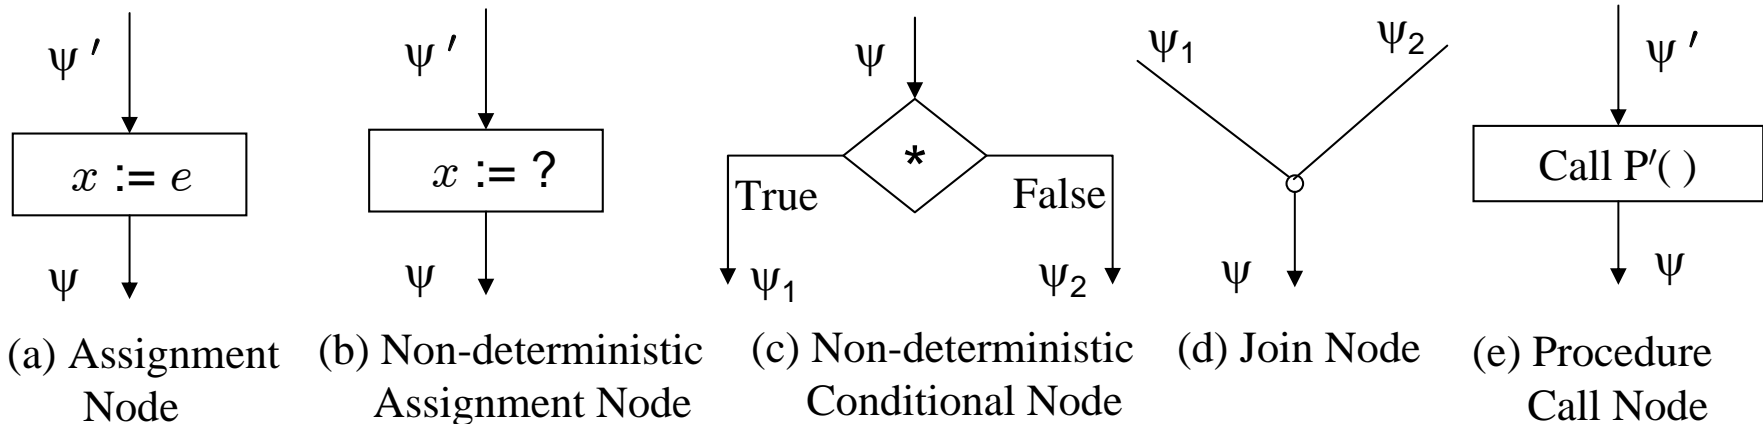 ψ′
x := e
ψ
(a) Assignment
Node
ψ′
x := ?
ψ
(b) Non-deterministic
Assignment Node
ψ
*
True
False
ψ₁
ψ₂
(c) Non-deterministic
Conditional Node
ψ₁
ψ₂
ψ
(d) Join Node
ψ′
Call P′( )
ψ
(e) Procedure
Call Node